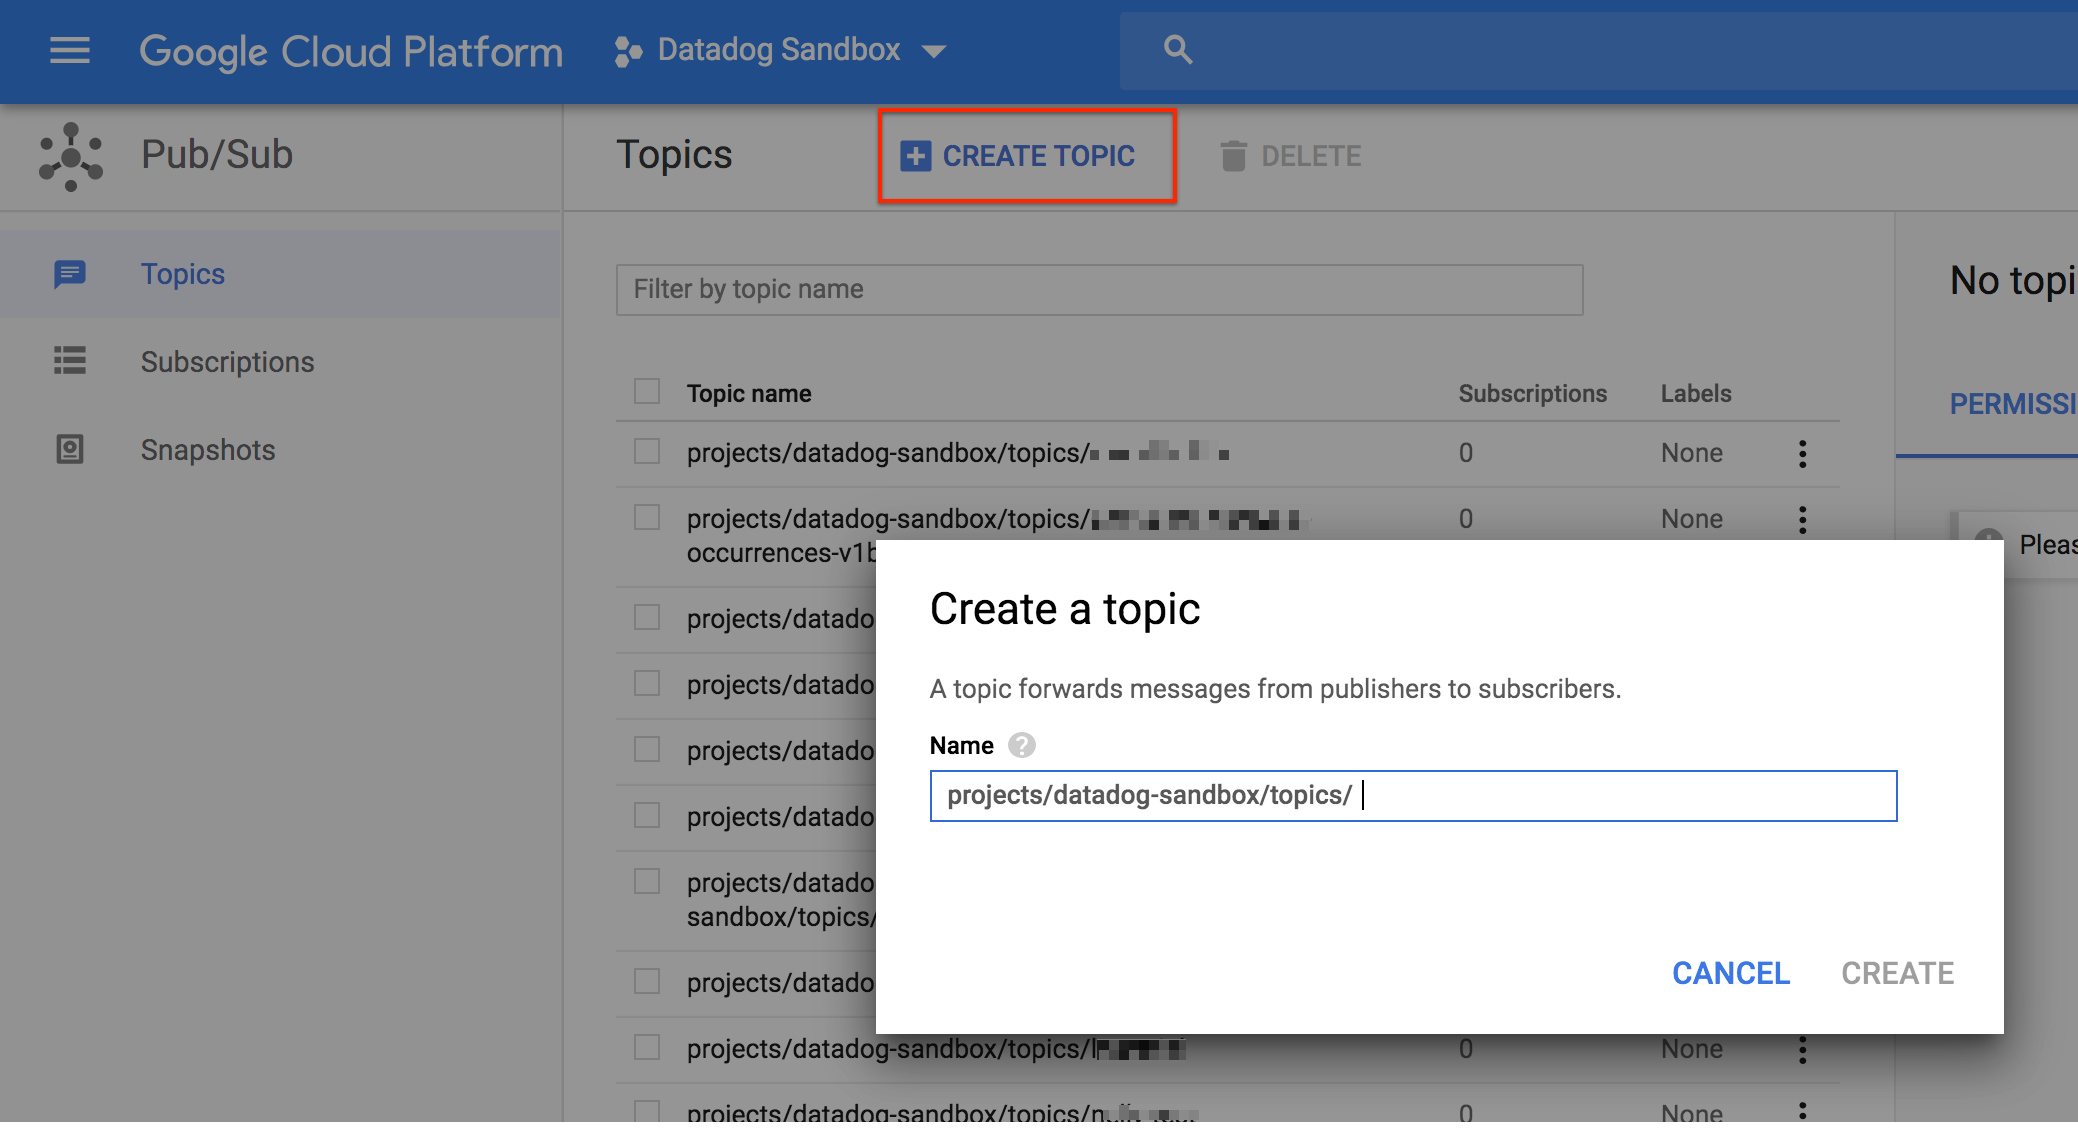 Google Cloud Platform
Datadog Sandbox
Pub/Sub
Topics
CREATE TOPIC
DELETE
Topics
Subscriptions
Snapshots
Filter by topic name
No topi
PERMISSI
Pleas
Topic name Subscriptions Labels
projects/datadog-sandbox/topics/ 0 None
projects/datadog-sandbox/topics/ 0 None
occurrences-v1b
projects/datado
projects/datado
projects/datado
projects/datado
projects/datado
sandbox/topics/
projects/datado
projects/datadog-sandbox/topics/ 0 None
projects/datadog-sandbox/topics/ 0 None
Create a topic
A topic forwards messages from publishers to subscribers.
Name
projects/datadog-sandbox/topics/
CANCEL CREATE